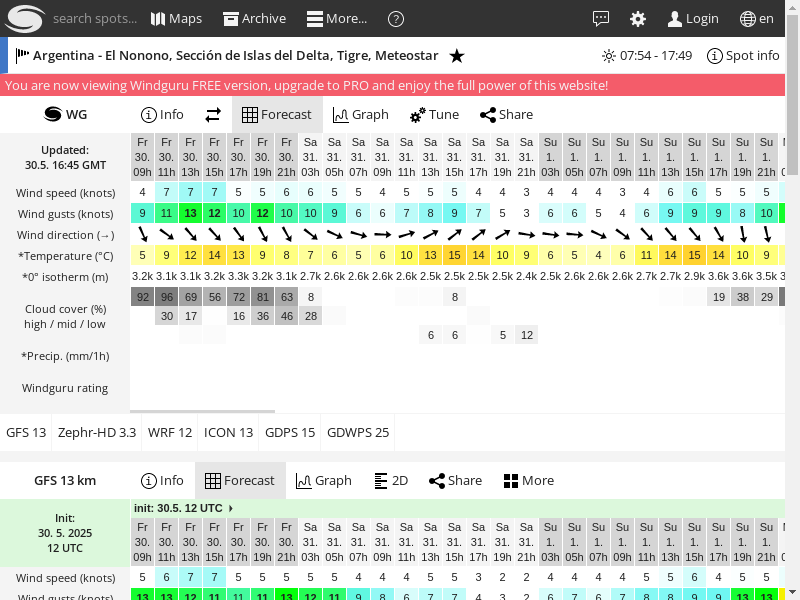 search spots... Maps Archive More... ? Login en
Argentina - El Nonono, Sección de Islas del Delta, Tigre, Meteostar ★ 07:54 - 17:49 Spot info
You are now viewing Windguru FREE version, upgrade to PRO and enjoy the full power of this website!
WG Info Forecast Graph Tune Share
Updated:
30.5. 16:45 GMT
Fr Fr Fr Fr Fr Fr Fr Sa Sa Sa Sa Sa Sa Sa Sa Sa Sa Su Su Su Su Su Su Su Su Su Su
30. 30. 30. 30. 30. 30. 30. 31. 31. 31. 31. 31. 31. 31. 31. 31. 31. 1. 1. 1. 1. 1. 1. 1. 1. 1. 1.
09h 11h 13h 15h 17h 19h 21h 03h 05h 07h 09h 11h 13h 15h 17h 19h 21h 03h 05h 07h 09h 11h 13h 15h 17h 19h 21h
Wind speed (knots) 4 7 7 7 5 5 6 6 5 5 4 5 5 5 4 4 3 4 4 4 3 4 6 6 5 5 5
Wind gusts (knots) 9 11 13 12 10 12 10 10 9 6 6 7 8 9 7 5 3 6 6 5 4 6 9 9 9 8 10
Wind direction (→)
*Temperature (°C) 5 9 12 14 13 9 8 7 6 5 6 10 13 15 14 10 9 6 5 4 6 11 14 15 14 10 9
*0° isotherm (m) 3.2k 3.1k 3.1k 3.2k 3.3k 3.2k 3.1k 2.7k 2.6k 2.6k 2.6k 2.6k 2.5k 2.5k 2.5k 2.5k 2.4k 2.5k 2.6k 2.6k 2.6k 2.7k 2.7k 2.9k 3.6k 3.6k 3.5k
Cloud cover (%)
high / mid / low
92 96 69 56 72 81 63 8 8 19 38 29
30 17 16 36 46 28
6 6 5 12
*Precip. (mm/1h)
Windguru rating
GFS 13 Zephr-HD 3.3 WRF 12 ICON 13 GDPS 15 GDWPS 25
GFS 13 km Info Forecast Graph 2D Share More
Init:
30. 5. 2025
12 UTC
init: 30.5. 12 UTC
Fr Fr Fr Fr Fr Fr Fr Sa Sa Sa Sa Sa Sa Sa Sa Sa Sa Su Su Su Su Su Su Su Su Su Su
30. 30. 30. 30. 30. 30. 30. 31. 31. 31. 31. 31. 31. 31. 31. 31. 31. 1. 1. 1. 1. 1. 1. 1. 1. 1. 1.
09h 11h 13h 15h 17h 19h 21h 03h 05h 07h 09h 11h 13h 15h 17h 19h 21h 03h 05h 07h 09h 11h 13h 15h 17h 19h 21h
Wind speed (knots) 5 6 7 7 5 5 5 5 5 4 4 4 5 5 3 2 2 4 4 4 4 5 5 6 4 5 5
Wind gusts (knots) 13 13 12 11 11 11 13 12 11 9 8 6 7 7 4 3 2 6 7 6 7 8 8 9 9 13 13